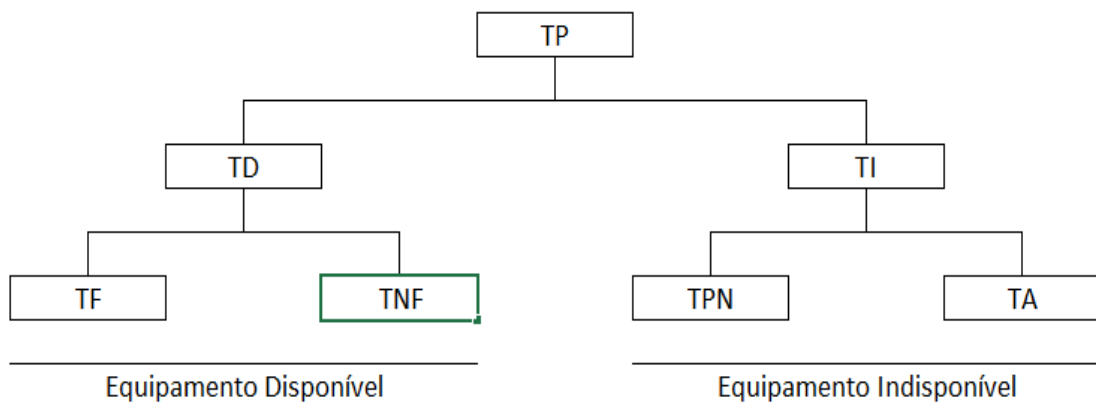 TP
TD
TI
TF
TNF
TPN
TA
Equipamento Disponível
Equipamento Indisponível